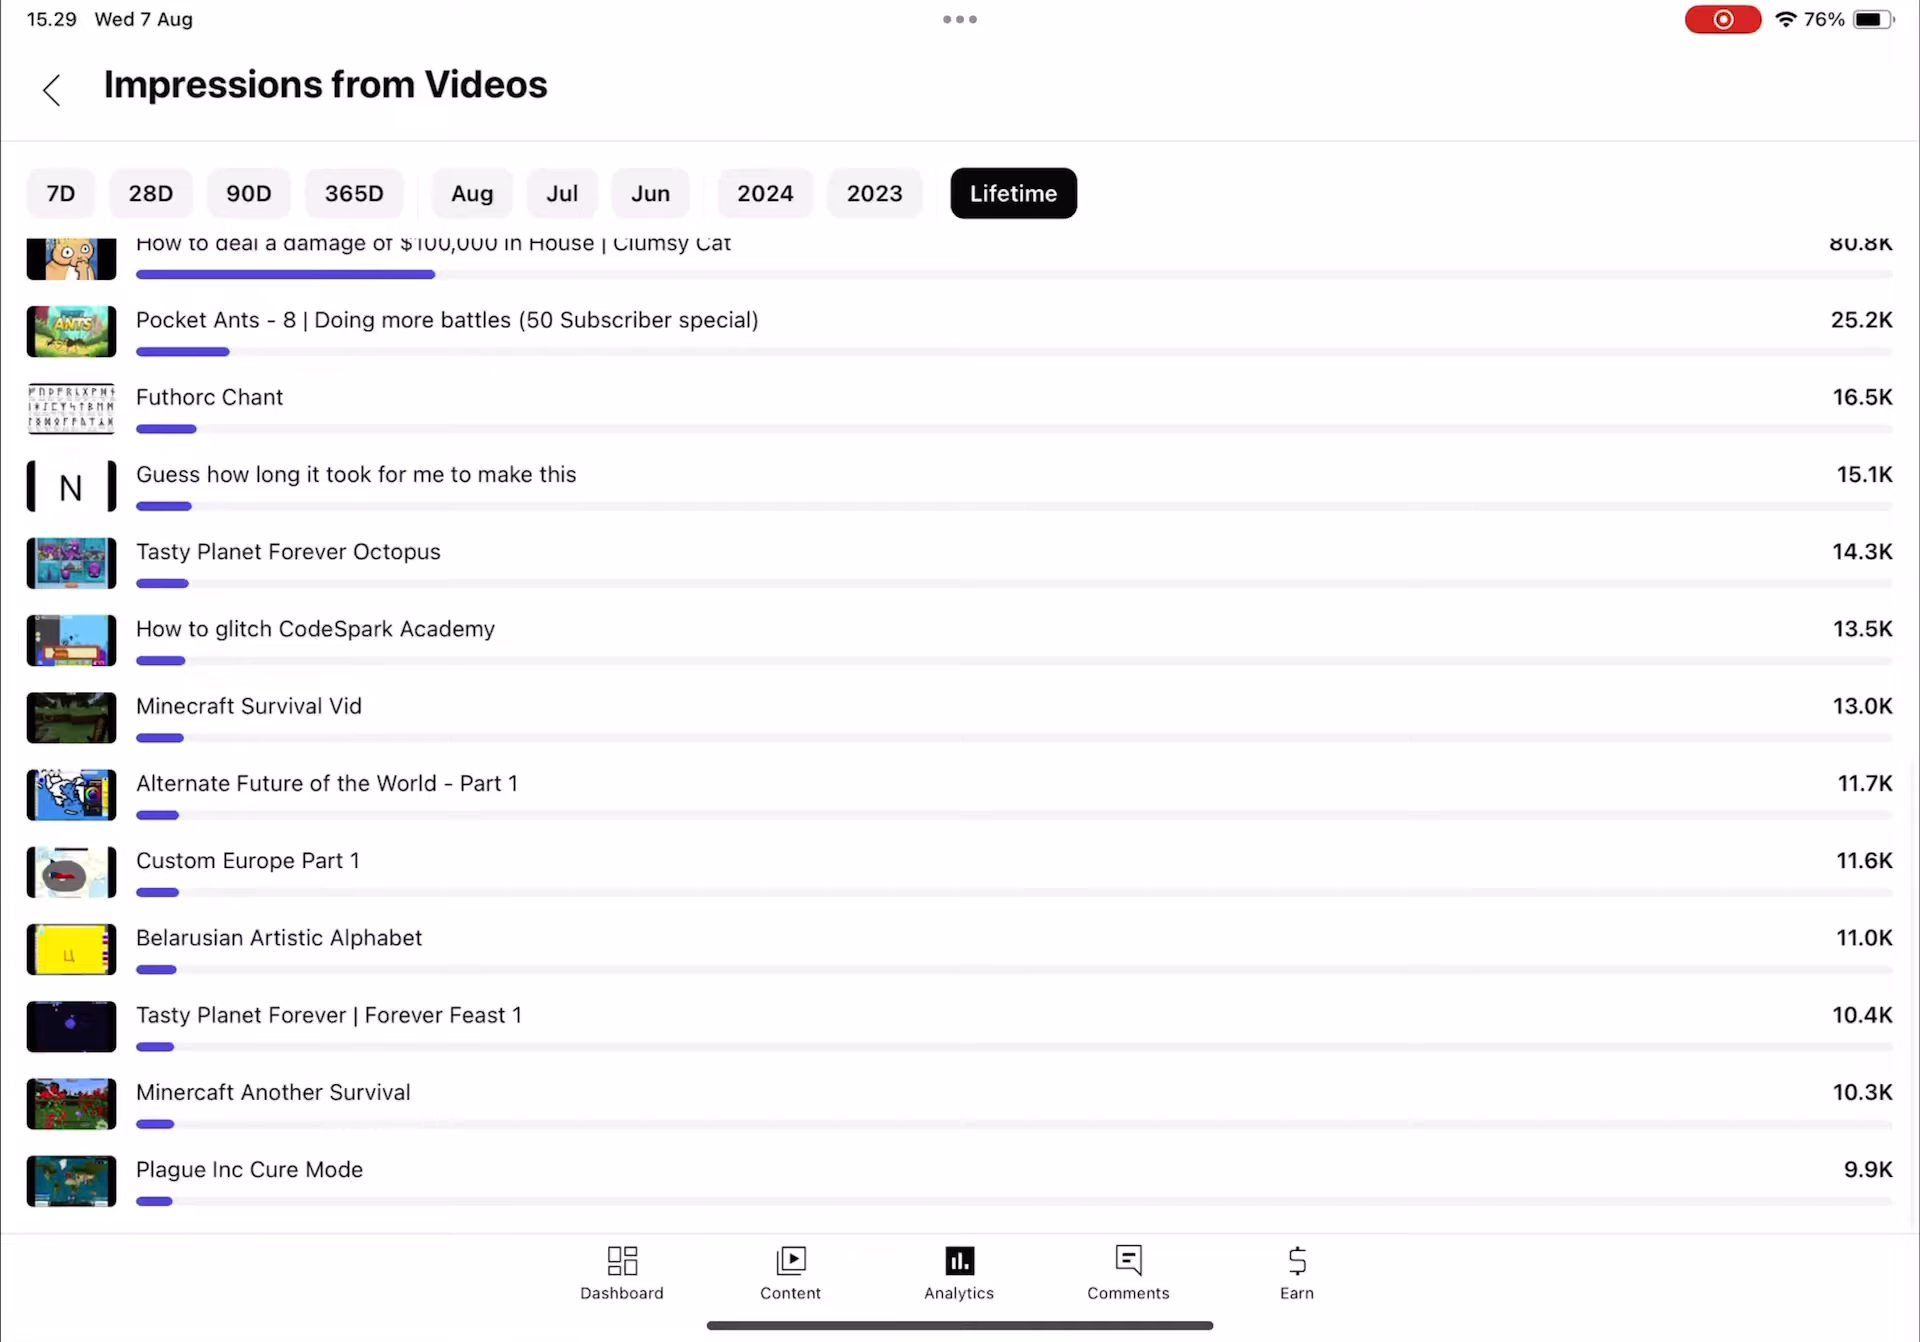 15.29 Wed 7 Aug
76%
Impressions from Videos
7D 28D 90D 365D Aug Jul Jun 2024 2023 Lifetime
How to deal a damage of $100,000 in House | Clumsy Cat 80.8K
Pocket Ants - 8 | Doing more battles (50 Subscriber special) 25.2K
ANTS
Futhorc Chant 16.5K
Guess how long it took for me to make this 15.1K
N
Tasty Planet Forever Octopus 14.3K
How to glitch CodeSpark Academy 13.5K
Minecraft Survival Vid 13.0K
Alternate Future of the World - Part 1 11.7K
Custom Europe Part 1 11.6K
Belarusian Artistic Alphabet 11.0K
Ц
Tasty Planet Forever | Forever Feast 1 10.4K
Minercaft Another Survival 10.3K
Plague Inc Cure Mode 9.9K
Dashboard Content Analytics Comments Earn